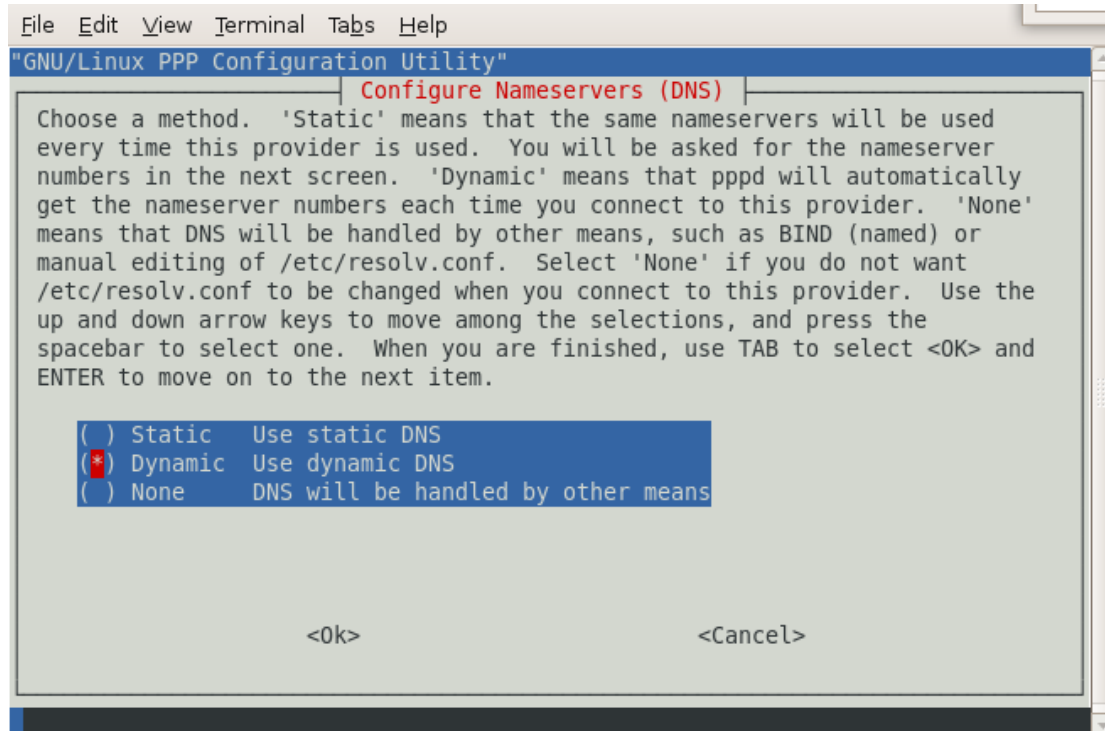 File Edit View Terminal Tabs Help
"GNU/Linux PPP Configuration Utility"
Configure Nameservers (DNS)
Choose a method.  'Static' means that the same nameservers will be used
every time this provider is used.  You will be asked for the nameserver
numbers in the next screen.  'Dynamic' means that pppd will automatically
get the nameserver numbers each time you connect to this provider.  'None'
means that DNS will be handled by other means, such as BIND (named) or
manual editing of /etc/resolv.conf.  Select 'None' if you do not want
/etc/resolv.conf to be changed when you connect to this provider.  Use the
up and down arrow keys to move among the selections, and press the
spacebar to select one.  When you are finished, use TAB to select <OK> and
ENTER to move on to the next item.
( ) Static   Use static DNS
(*) Dynamic  Use dynamic DNS
( ) None     DNS will be handled by other means
<Ok> <Cancel>